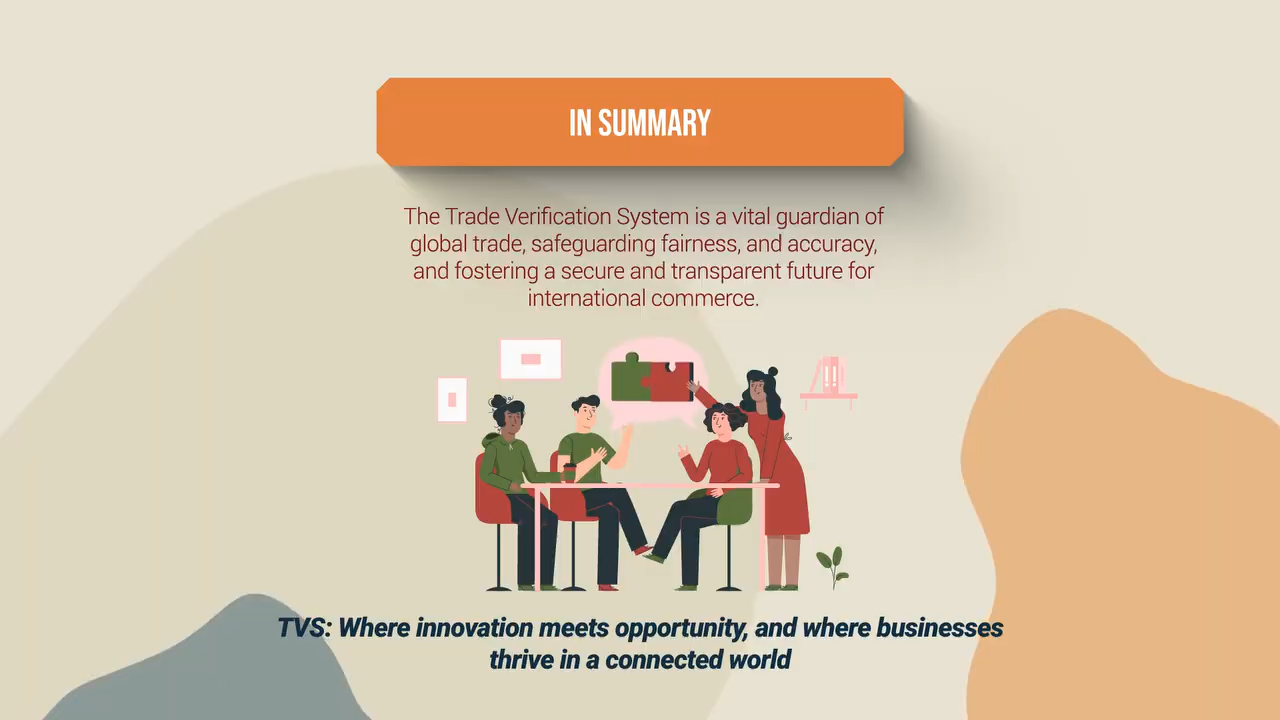 IN SUMMARY
The Trade Verification System is a vital guardian of
global trade, safeguarding fairness, and accuracy,
and fostering a secure and transparent future for
international commerce.
TVS: Where innovation meets opportunity, and where businesses
thrive in a connected world